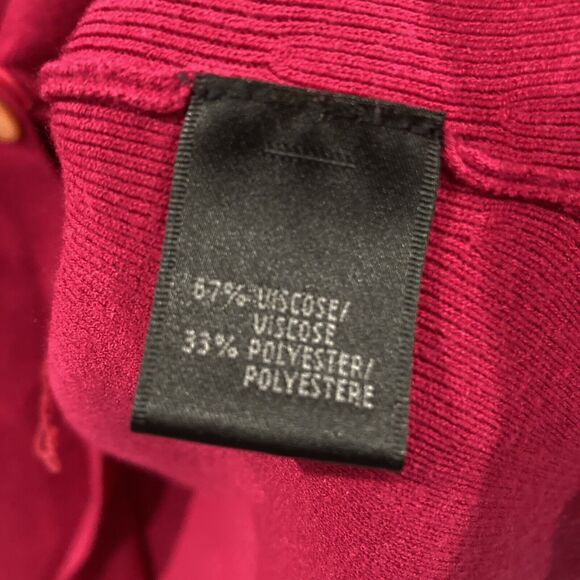 67% VISCOSE/
VISCOSE
33% POLYESTER/
POLYESTERE